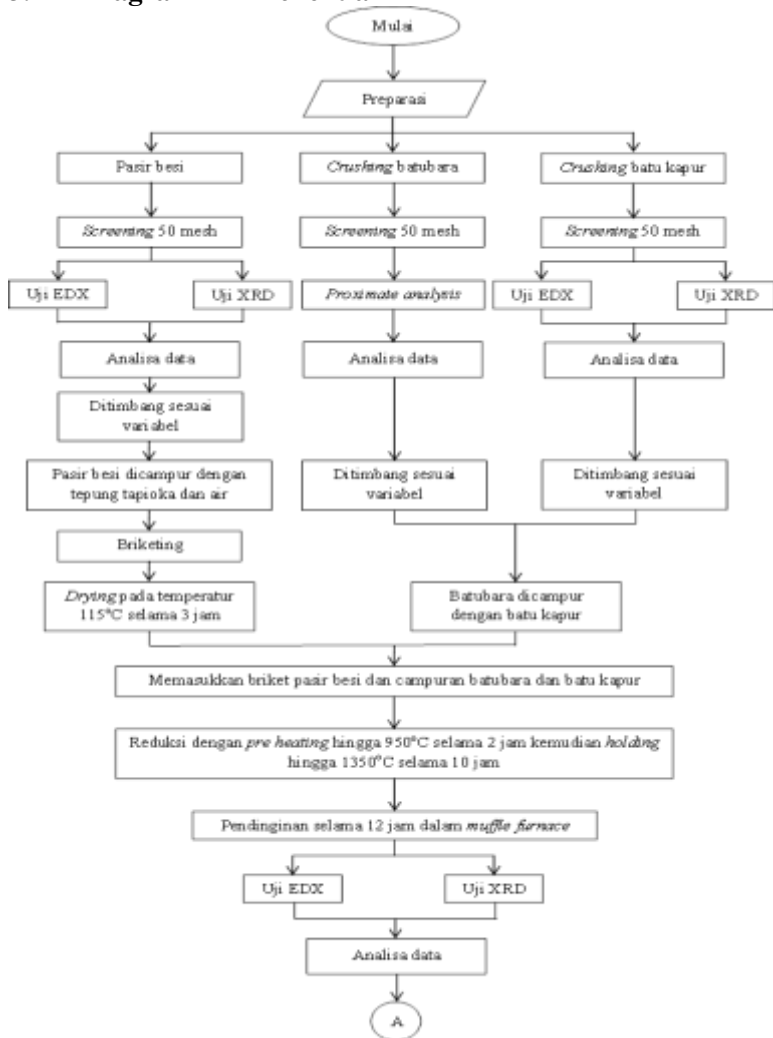 Mulai
Preparasi
Pasir besi
Crushing batubara
Crushing batu kapur
Screening 50 mesh
Screening 50 mesh
Screening 50 mesh
Uji EDX
Uji XRD
Proximate analysis
Uji EDX
Uji XRD
Analisa data
Analisa data
Analisa data
Ditimbang sesuai
variabel
Pasir besi dicampur dengan
tepung tapioka dan air
Ditimbang sesuai
variabel
Ditimbang sesuai
variabel
Briketing
Drying pada temperatur
115°C selama 3 jam
Batubara dicampur
dengan batu kapur
Memasukkan briket pasir besi dan campuran batubara dan batu kapur
Reduksi dengan pre heating hingga 950°C selama 2 jam kemudian holding
hingga 1350°C selama 10 jam
Pendinginan selama 12 jam dalam muffle furnace
Uji EDX
Uji XRD
Analisa data
A